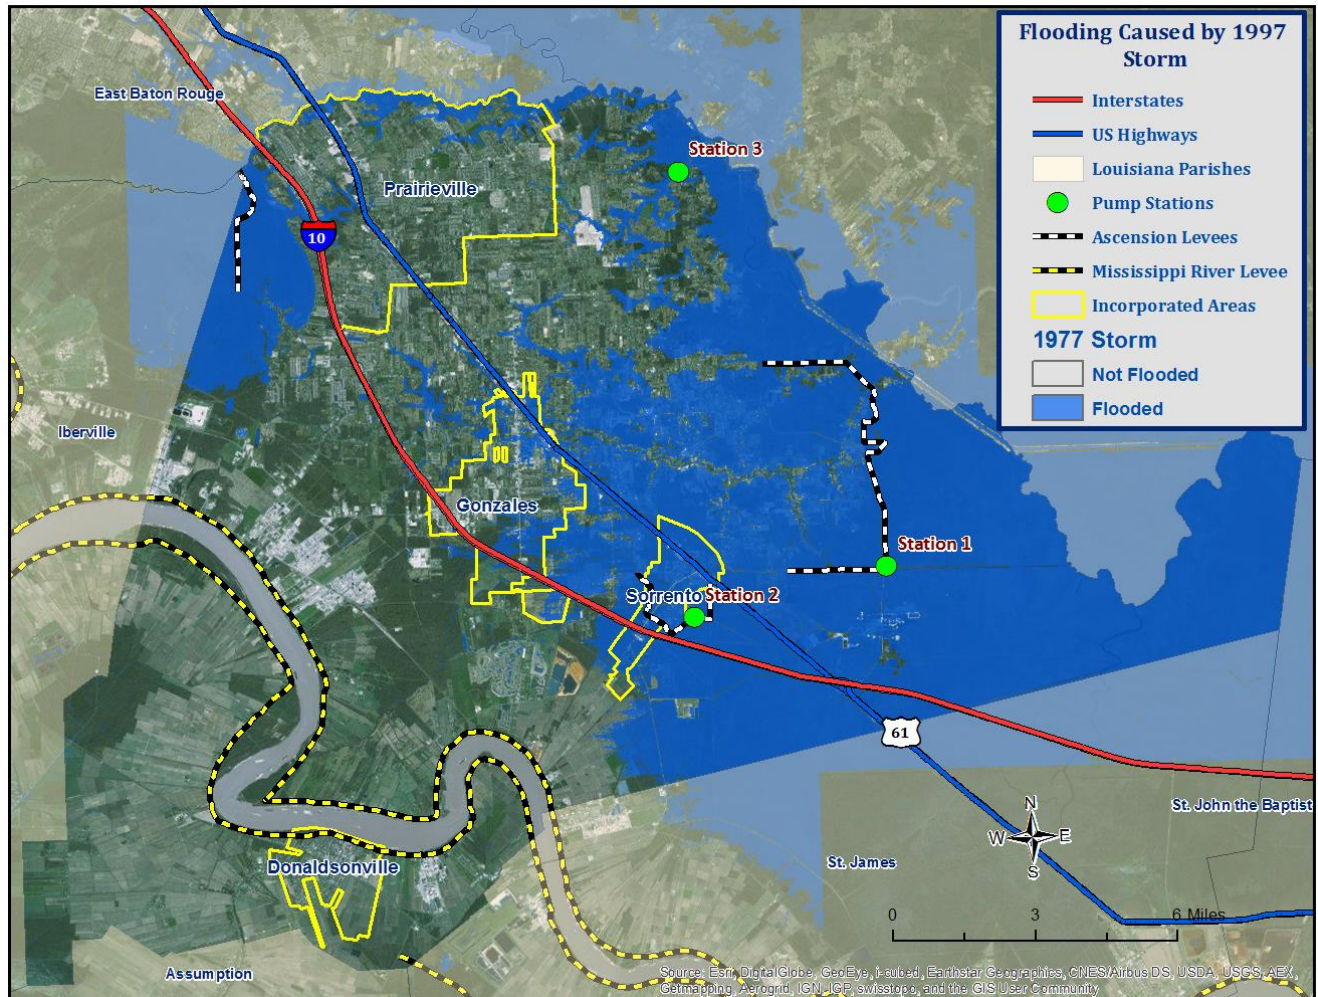 Flooding Caused by 1997
Storm
Interstates
US Highways
Louisiana Parishes
Pump Stations
Ascension Levees
Mississippi River Levee
Incorporated Areas
1977 Storm
Not Flooded
Flooded
East Baton Rouge
Station 3
Prairieville
10
Iberville
Gonzales
Station 1
Sorrento
Station 2
61
St. John the Baptist
N
W
E
S
St. James
Donaldsonville
0
3
6 Miles
Assumption
Source: Esri, DigitalGlobe, GeoEye, i-cubed, Earthstar Geographics, CNES/Airbus DS, USDA, USGS, AEX,
Getmapping, Aerogrid, IGN, IGP, swisstopo, and the GIS User Community